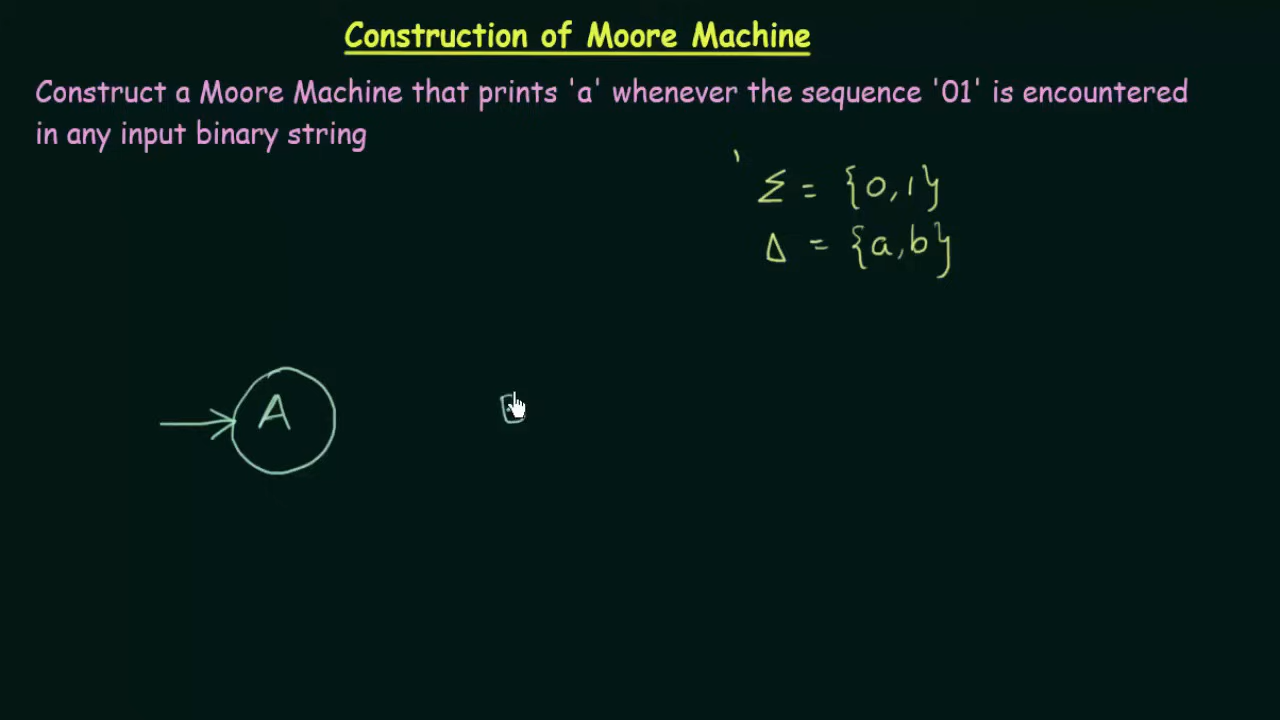 Construction of Moore Machine
Construct a Moore Machine that prints 'a' whenever the sequence '01' is encountered
in any input binary string
Σ = {0,1}
Δ = {a,b}
A